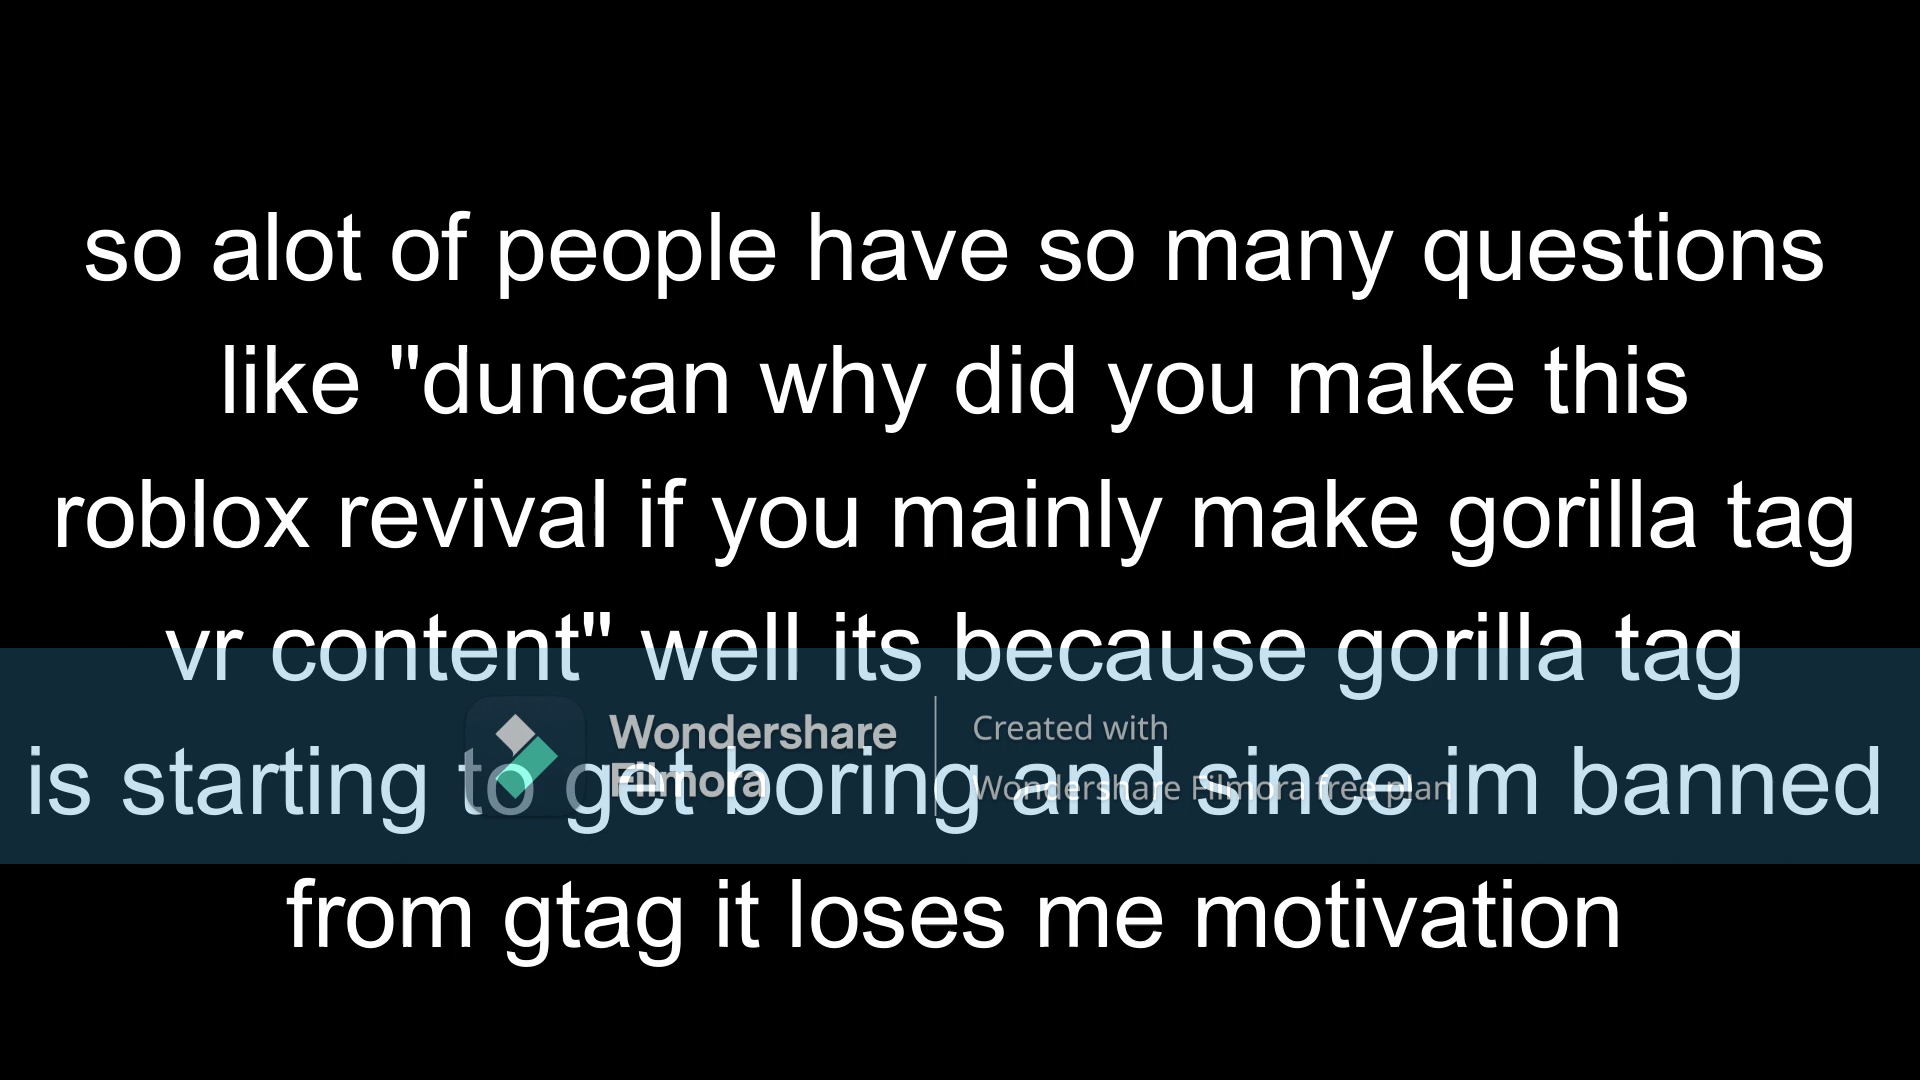 so alot of people have so many questions
like "duncan why did you make this
roblox revival if you mainly make gorilla tag
vr content" well its because gorilla tag
is starting to get boring and since im banned
from gtag it loses me motivation
Wondershare
Filmora
Created with
Wondershare Filmora free plan